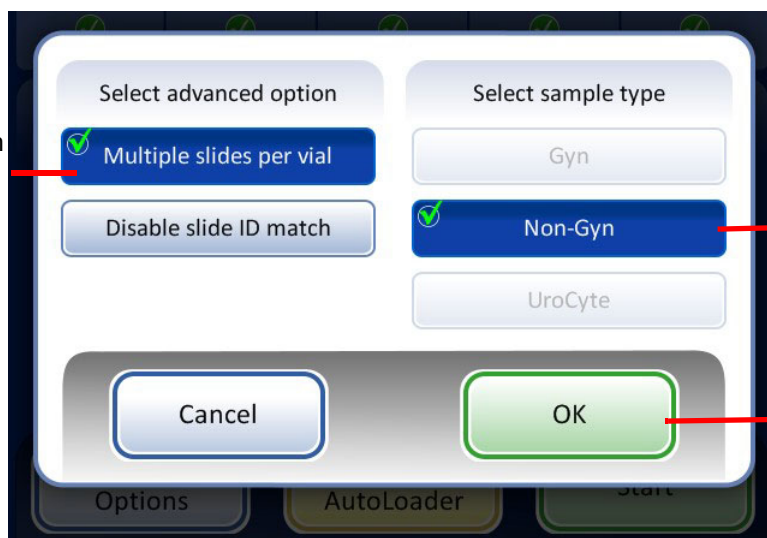 Select advanced option
Select sample type
Multiple slides per vial
Gyn
Disable slide ID match
Non-Gyn
UroCyte
Cancel
OK
Options
AutoLoader
Start